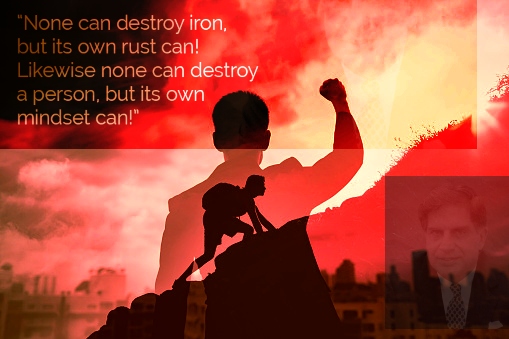 "None can destroy iron,
but its own rust can!
Likewise none can destroy
a person, but its own
mindset can!"